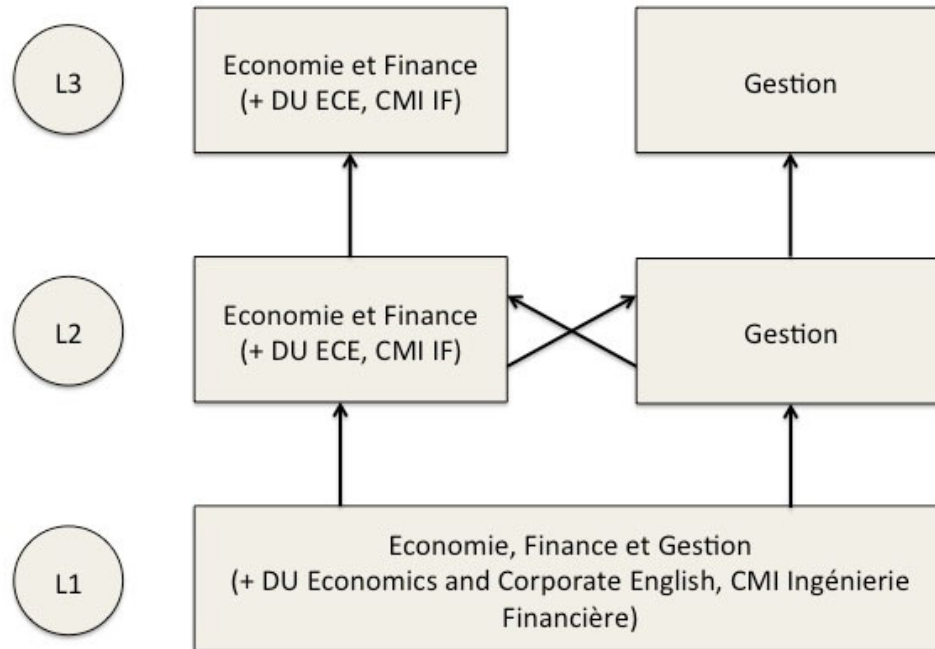 L3
Economie et Finance
(+ DU ECE, CMI IF)
Gestion
L2
Economie et Finance
(+ DU ECE, CMI IF)
Gestion
L1
Economie, Finance et Gestion
(+ DU Economics and Corporate English, CMI Ingénierie
Financière)